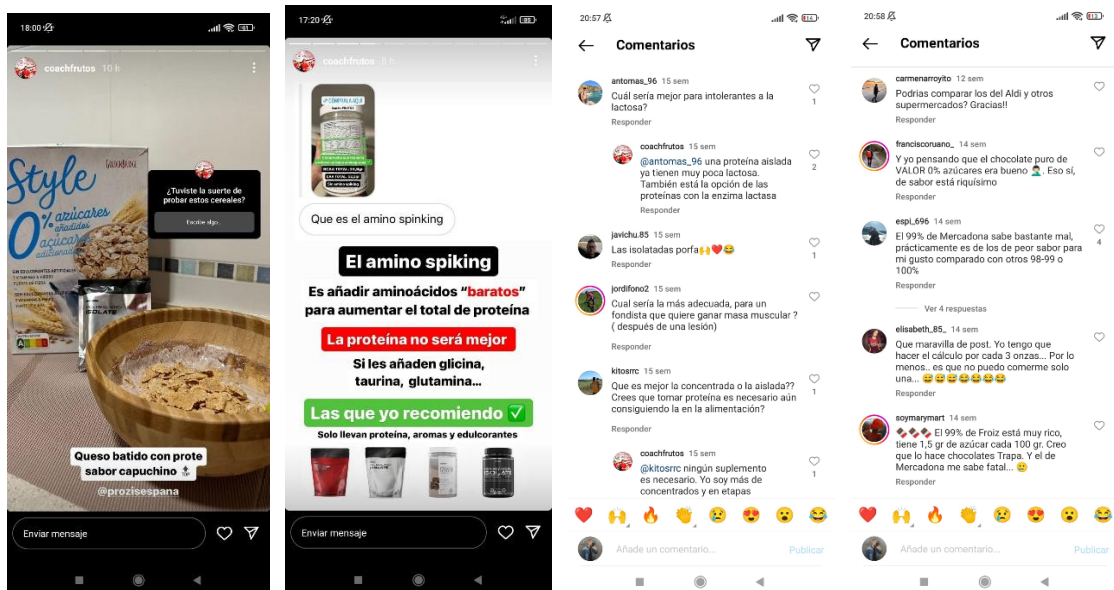 18:00
61
coachfrutos 10 h
GOLDEN BRIDGE
Style
0%
azúcares
añadidos
açúcares
adicionados
NUTRI-SCORE
ISOLATE
¿Tuviste la suerte de
probar estos cereales?
Escribe algo...
Queso batido con prote
sabor capuchino
@prozisespana
Enviar mensaje
17:20
85
coachfrutos 8 h
Que es el amino spinking
El amino spiking
Es añadir aminoácidos “baratos”
para aumentar el total de proteína
La proteína no será mejor
Si les añaden glicina,
taurina, glutamina...
Las que yo recomiendo ✅
Solo llevan proteína, aromas y edulcorantes
Enviar mensaje
20:57
14
Comentarios
antomas_96 15 sem
Cuál sería mejor para intolerantes a la
lactosa?
1
Responder
coachfrutos 15 sem
@antomas_96 una proteína aislada
ya tienen muy poca lactosa.
También está la opción de las
proteínas con la enzima lactasa
2
Responder
javichu.85 15 sem
Las isolatadas porfa🙌❤️😂
1
Responder
jordifono2 15 sem
Cual sería la más adecuada, para un
fondista que quiere ganar masa muscular ?
( después de una lesión)
Responder
kitosrrc 15 sem
Que es mejor la concentrada o la aislada??
Crees que tomar proteína es necesario aún
consiguiendo la en la alimentación?
1
Responder
coachfrutos 15 sem
@kitosrrc ningún suplemento
es necesario. Yo soy más de
concentrados y en etapas
1
❤️ 🙌 🔥 👏 😢 😍 😮 😂
Añade un comentario...
Publicar
20:58
13
Comentarios
carmenarroyito 12 sem
Podrias comparar los del Aldi y otros
supermercados? Gracias!!
Responder
franciscoruano_ 14 sem
Y yo pensando que el chocolate puro de
VALOR 0% azúcares era bueno 🤦🏻‍♂️. Eso sí,
de sabor está riquísimo
Responder
espi_696 14 sem
El 99% de Mercadona sabe bastante mal,
prácticamente es de los de peor sabor para
mi gusto comparado con otros 98-99 o
100%
4
Responder
Ver 4 respuestas
elisabeth_85_ 14 sem
Que maravilla de post. Yo tengo que
hacer el cálculo por cada 3 onzas... Por lo
menos.. es que no puedo comerme solo
una... 😅😅😅😂😂😂😂
Responder
soymarymart 14 sem
🍫🍫🍫 El 99% de Froiz está muy rico,
tiene 1,5 gr de azúcar cada 100 gr. Creo
que lo hace chocolates Trapa. Y el de
Mercadona me sabe fatal... 🥲
Responder
❤️ 🙌 🔥 👏 😢 😍 😮 😂
Añade un comentario...
Publicar